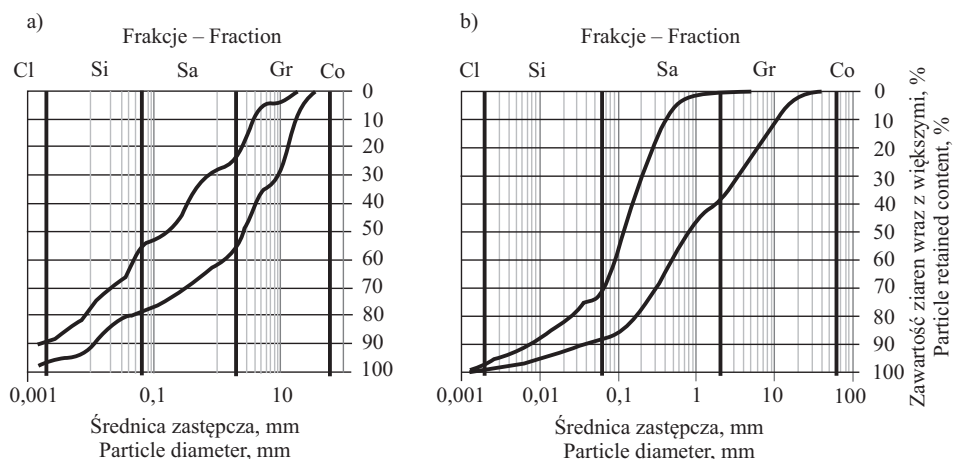 a)
Frakcje – Fraction
Cl Si Sa Gr Co
0
10
20
30
40
50
60
70
80
90
100
0,001 0,1 10
Średnica zastępcza, mm
Particle diameter, mm
b)
Frakcje – Fraction
Cl Si Sa Gr Co
0
10
20
30
40
50
60
70
80
90
100
0,001 0,01 0,1 1 10 100
Średnica zastępcza, mm
Particle diameter, mm
Zawartość ziaren wraz z większymi, %
Particle retained content, %